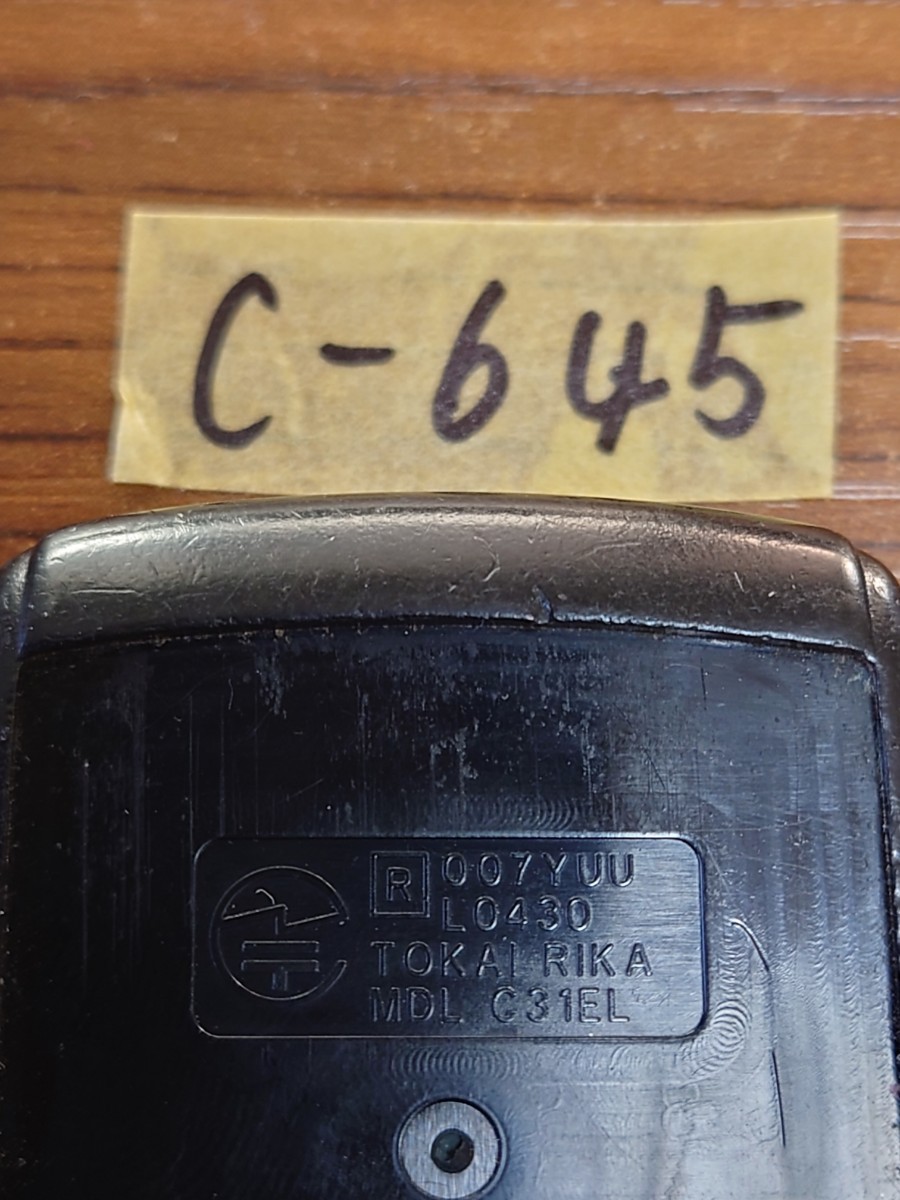 C-645
R 007YUU
L0430
TOKAI RIKA
MDL C31EL